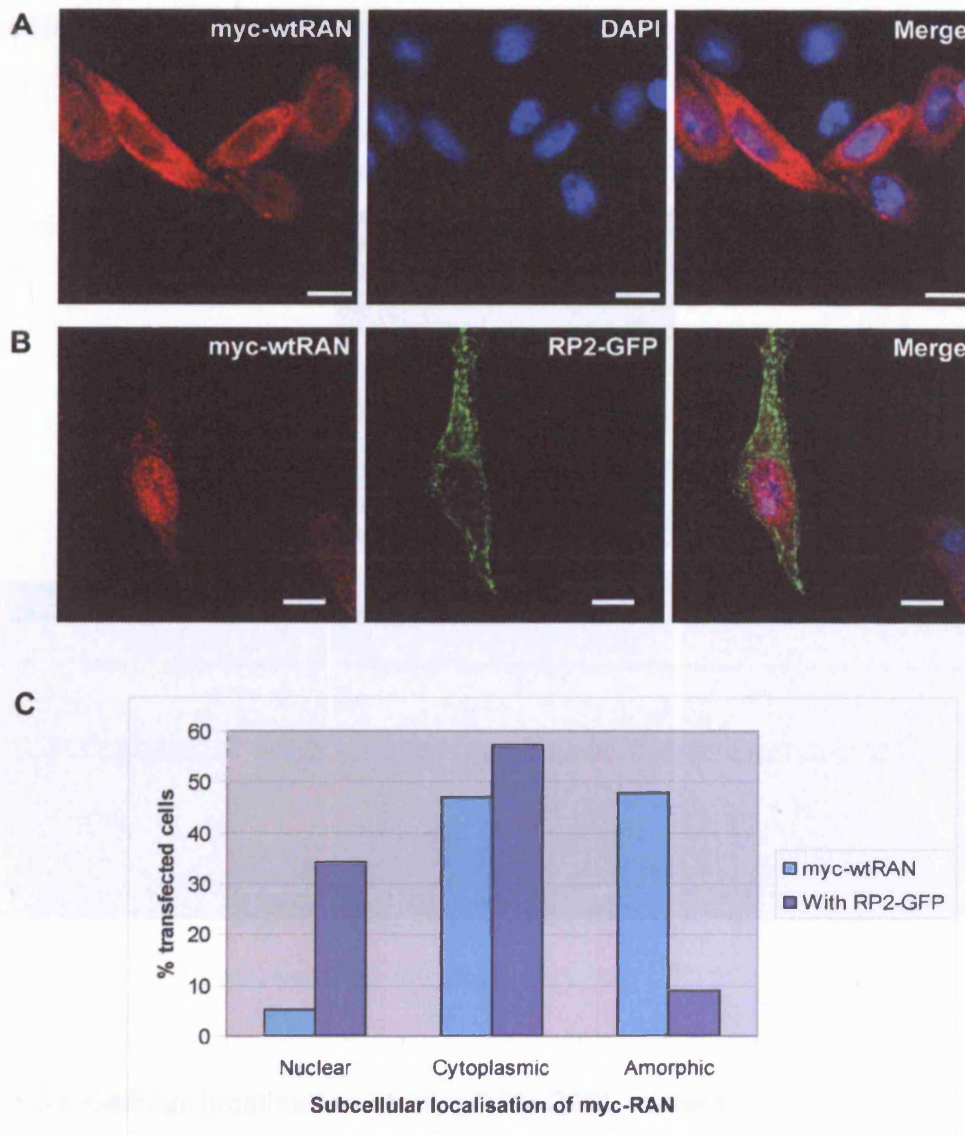 A
myc-wtRAN
DAPI
Merge
B
myc-wtRAN
RP2-GFP
Merge
C
60
50
40
30
20
10
0
% transfected cells
Nuclear
Cytoplasmic
Amorphic
Subcellular localisation of myc-RAN
myc-wtRAN
With RP2-GFP